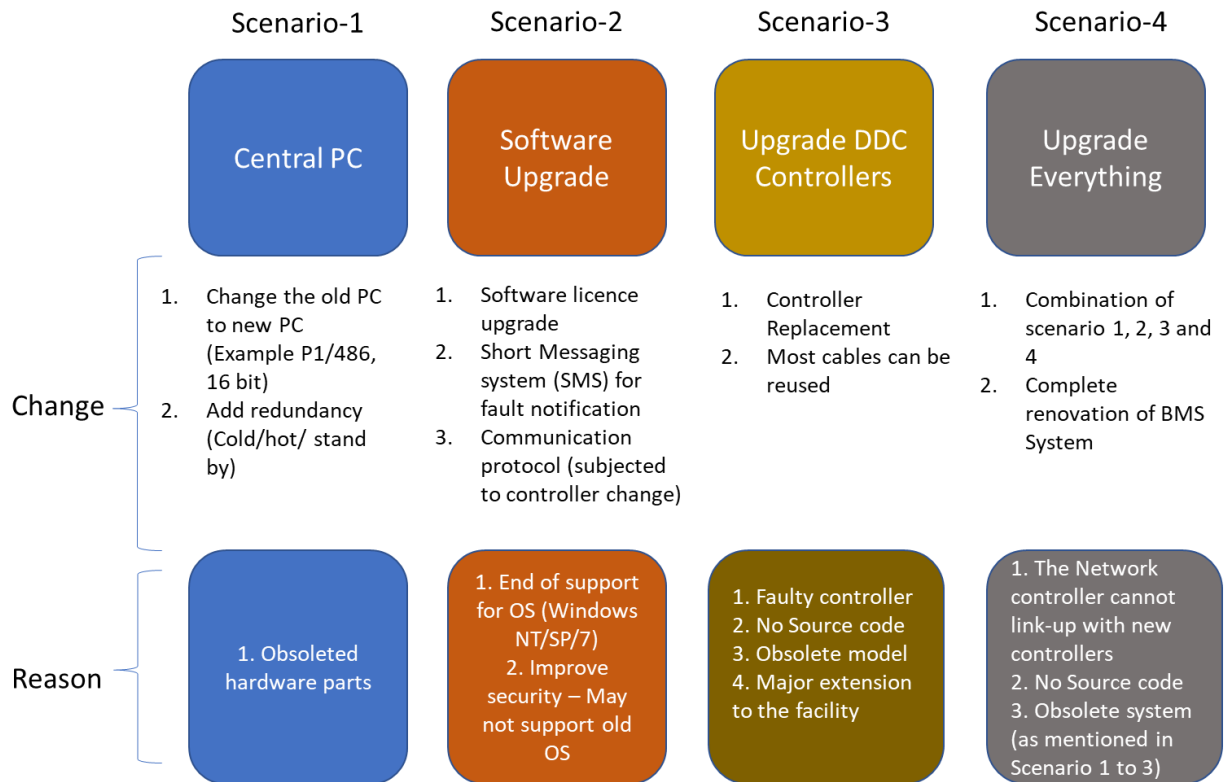 Scenario-1
Scenario-2
Scenario-3
Scenario-4
Central PC
Software
Upgrade
Upgrade DDC
Controllers
Upgrade
Everything
Change
1. Change the old PC
to new PC
(Example P1/486,
16 bit)
2. Add redundancy
(Cold/hot/ stand
by)
1. Software licence
upgrade
2. Short Messaging
system (SMS) for
fault notification
3. Communication
protocol (subjected
to controller change)
1. Controller
Replacement
2. Most cables can be
reused
1. Combination of
scenario 1, 2, 3 and
4
2. Complete
renovation of BMS
System
Reason
1. Obsoleted
hardware parts
1. End of support
for OS (Windows
NT/SP/7)
2. Improve
security – May
not support old
OS
1. Faulty controller
2. No Source code
3. Obsolete model
4. Major extension
to the facility
1. The Network
controller cannot
link-up with new
controllers
2. No Source code
3. Obsolete system
(as mentioned in
Scenario 1 to 3)